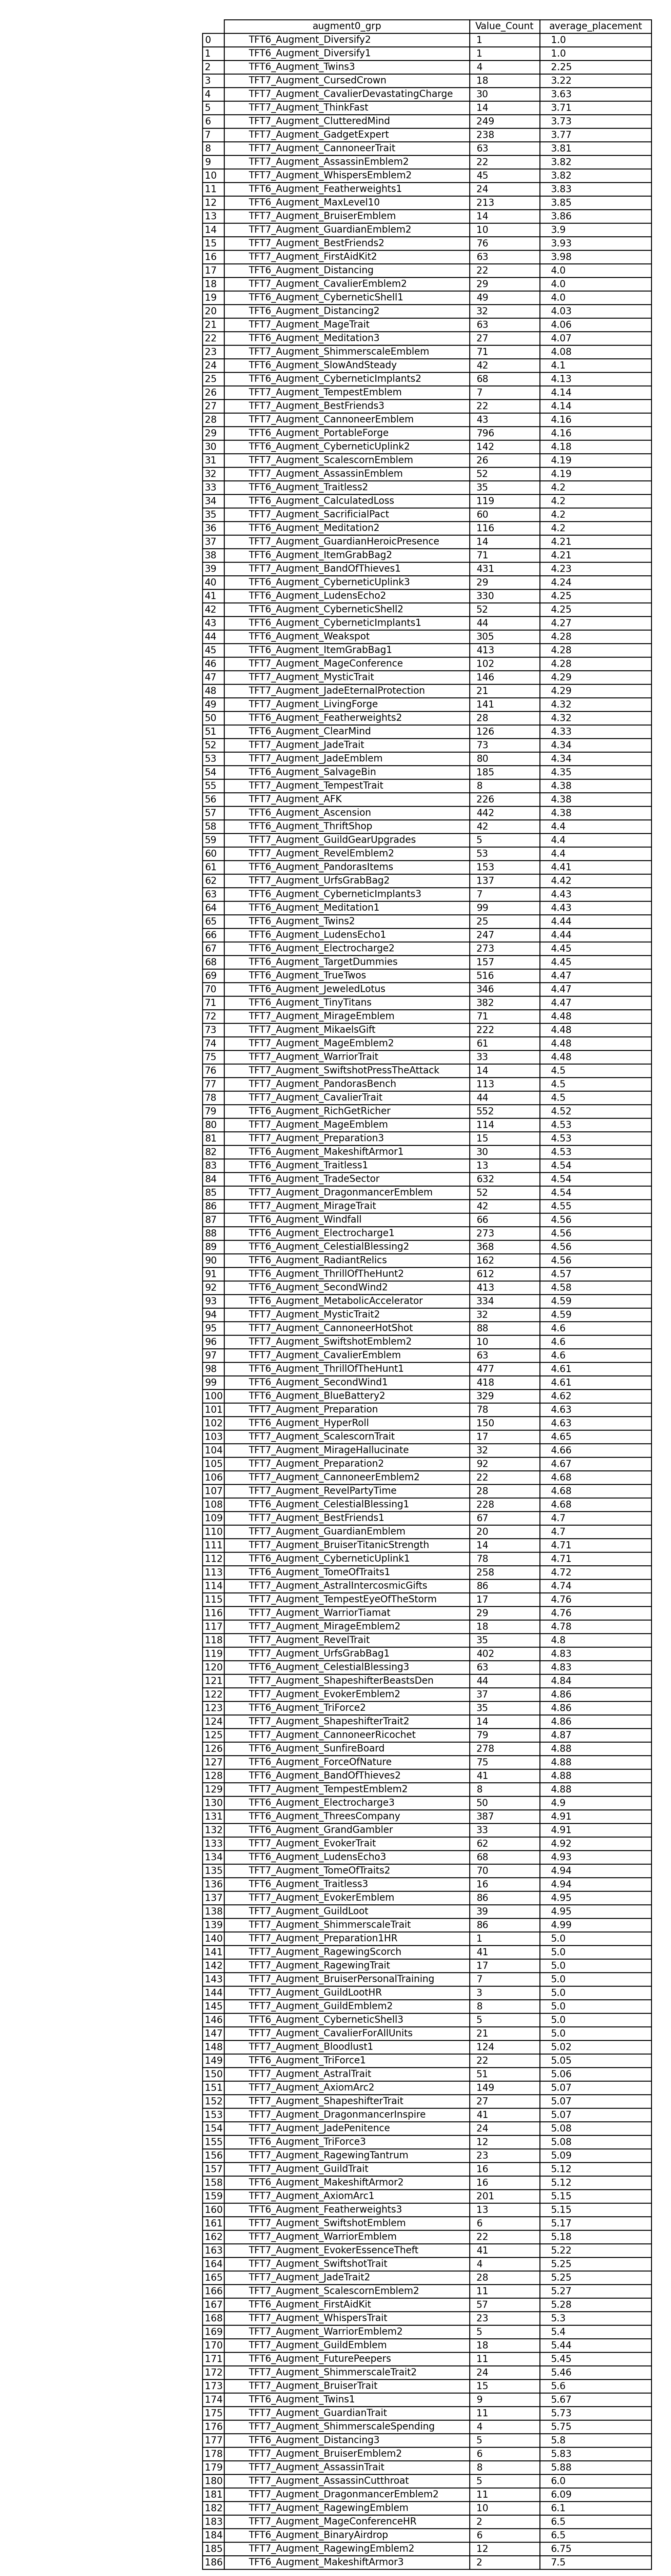 augment0_grp Value_Count average_placement
0 TFT6_Augment_Diversify2 1 1.0
1 TFT6_Augment_Diversify1 1 1.0
2 TFT6_Augment_Twins3 4 2.25
3 TFT7_Augment_CursedCrown 18 3.22
4 TFT7_Augment_CavalierDevastatingCharge 30 3.63
5 TFT7_Augment_ThinkFast 14 3.71
6 TFT6_Augment_ClutteredMind 249 3.73
7 TFT7_Augment_GadgetExpert 238 3.77
8 TFT7_Augment_CannoneerTrait 63 3.81
9 TFT7_Augment_AssassinEmblem2 22 3.82
10 TFT7_Augment_WhispersEmblem2 45 3.82
11 TFT6_Augment_Featherweights1 24 3.83
12 TFT6_Augment_MaxLevel10 213 3.85
13 TFT7_Augment_BruiserEmblem 14 3.86
14 TFT7_Augment_GuardianEmblem2 10 3.9
15 TFT7_Augment_BestFriends2 76 3.93
16 TFT7_Augment_FirstAidKit2 63 3.98
17 TFT6_Augment_Distancing 22 4.0
18 TFT7_Augment_CavalierEmblem2 29 4.0
19 TFT6_Augment_CyberneticShell1 49 4.0
20 TFT6_Augment_Distancing2 32 4.03
21 TFT7_Augment_MageTrait 63 4.06
22 TFT6_Augment_Meditation3 27 4.07
23 TFT7_Augment_ShimmerscaleEmblem 71 4.08
24 TFT6_Augment_SlowAndSteady 42 4.1
25 TFT6_Augment_CyberneticImplants2 68 4.13
26 TFT7_Augment_TempestEmblem 7 4.14
27 TFT7_Augment_BestFriends3 22 4.14
28 TFT7_Augment_CannoneerEmblem 43 4.16
29 TFT6_Augment_PortableForge 796 4.16
30 TFT6_Augment_CyberneticUplink2 142 4.18
31 TFT7_Augment_ScalescornEmblem 26 4.19
32 TFT7_Augment_AssassinEmblem 52 4.19
33 TFT6_Augment_Traitless2 35 4.2
34 TFT6_Augment_CalculatedLoss 119 4.2
35 TFT7_Augment_SacrificialPact 60 4.2
36 TFT6_Augment_Meditation2 116 4.2
37 TFT7_Augment_GuardianHeroicPresence 14 4.21
38 TFT6_Augment_ItemGrabBag2 71 4.21
39 TFT7_Augment_BandOfThieves1 431 4.23
40 TFT6_Augment_CyberneticUplink3 29 4.24
41 TFT6_Augment_LudensEcho2 330 4.25
42 TFT6_Augment_CyberneticShell2 52 4.25
43 TFT6_Augment_CyberneticImplants1 44 4.27
44 TFT6_Augment_Weakspot 305 4.28
45 TFT6_Augment_ItemGrabBag1 413 4.28
46 TFT7_Augment_MageConference 102 4.28
47 TFT7_Augment_MysticTrait 146 4.29
48 TFT7_Augment_JadeEternalProtection 21 4.29
49 TFT7_Augment_LivingForge 141 4.32
50 TFT6_Augment_Featherweights2 28 4.32
51 TFT6_Augment_ClearMind 126 4.33
52 TFT7_Augment_JadeTrait 73 4.34
53 TFT7_Augment_JadeEmblem 80 4.34
54 TFT6_Augment_SalvageBin 185 4.35
55 TFT7_Augment_TempestTrait 8 4.38
56 TFT7_Augment_AFK 226 4.38
57 TFT6_Augment_Ascension 442 4.38
58 TFT6_Augment_ThriftShop 42 4.4
59 TFT7_Augment_GuildGearUpgrades 5 4.4
60 TFT7_Augment_RevelEmblem2 53 4.4
61 TFT6_Augment_PandorasItems 153 4.41
62 TFT7_Augment_UrfsGrabBag2 137 4.42
63 TFT6_Augment_CyberneticImplants3 7 4.43
64 TFT6_Augment_Meditation1 99 4.43
65 TFT6_Augment_Twins2 25 4.44
66 TFT6_Augment_LudensEcho1 247 4.44
67 TFT6_Augment_Electrocharge2 273 4.45
68 TFT6_Augment_TargetDummies 157 4.45
69 TFT6_Augment_TrueTwos 516 4.47
70 TFT6_Augment_JeweledLotus 346 4.47
71 TFT6_Augment_TinyTitans 382 4.47
72 TFT7_Augment_MirageEmblem 71 4.48
73 TFT7_Augment_MikaelsGift 222 4.48
74 TFT7_Augment_MageEmblem2 61 4.48
75 TFT7_Augment_WarriorTrait 33 4.48
76 TFT7_Augment_SwiftshotPressTheAttack 14 4.5
77 TFT7_Augment_PandorasBench 113 4.5
78 TFT7_Augment_CavalierTrait 44 4.5
79 TFT6_Augment_RichGetRicher 552 4.52
80 TFT7_Augment_MageEmblem 114 4.53
81 TFT7_Augment_Preparation3 15 4.53
82 TFT6_Augment_MakeshiftArmor1 30 4.53
83 TFT6_Augment_Traitless1 13 4.54
84 TFT6_Augment_TradeSector 632 4.54
85 TFT7_Augment_DragonmancerEmblem 52 4.54
86 TFT7_Augment_MirageTrait 42 4.55
87 TFT6_Augment_Windfall 66 4.56
88 TFT6_Augment_Electrocharge1 273 4.56
89 TFT6_Augment_CelestialBlessing2 368 4.56
90 TFT6_Augment_RadiantRelics 162 4.56
91 TFT6_Augment_ThrillOfTheHunt2 612 4.57
92 TFT6_Augment_SecondWind2 413 4.58
93 TFT6_Augment_MetabolicAccelerator 334 4.59
94 TFT7_Augment_MysticTrait2 32 4.59
95 TFT7_Augment_CannoneerHotShot 88 4.6
96 TFT7_Augment_SwiftshotEmblem2 10 4.6
97 TFT7_Augment_CavalierEmblem 63 4.6
98 TFT6_Augment_ThrillOfTheHunt1 477 4.61
99 TFT6_Augment_SecondWind1 418 4.61
100 TFT6_Augment_BlueBattery2 329 4.62
101 TFT7_Augment_Preparation 78 4.63
102 TFT6_Augment_HyperRoll 150 4.63
103 TFT7_Augment_ScalescornTrait 17 4.65
104 TFT7_Augment_MirageHallucinate 32 4.66
105 TFT7_Augment_Preparation2 92 4.67
106 TFT7_Augment_CannoneerEmblem2 22 4.68
107 TFT7_Augment_RevelPartyTime 28 4.68
108 TFT6_Augment_CelestialBlessing1 228 4.68
109 TFT7_Augment_BestFriends1 67 4.7
110 TFT7_Augment_GuardianEmblem 20 4.7
111 TFT7_Augment_BruiserTitanicStrength 14 4.71
112 TFT6_Augment_CyberneticUplink1 78 4.71
113 TFT6_Augment_TomeOfTraits1 258 4.72
114 TFT7_Augment_AstralIntercosmicGifts 86 4.74
115 TFT7_Augment_TempestEyeOfTheStorm 17 4.76
116 TFT7_Augment_WarriorTiamat 29 4.76
117 TFT7_Augment_MirageEmblem2 18 4.78
118 TFT7_Augment_RevelTrait 35 4.8
119 TFT7_Augment_UrfsGrabBag1 402 4.83
120 TFT6_Augment_CelestialBlessing3 63 4.83
121 TFT7_Augment_ShapeshifterBeastsDen 44 4.84
122 TFT7_Augment_EvokerEmblem2 37 4.86
123 TFT6_Augment_TriForce2 35 4.86
124 TFT7_Augment_ShapeshifterTrait2 14 4.86
125 TFT7_Augment_CannoneerRicochet 79 4.87
126 TFT6_Augment_SunfireBoard 278 4.88
127 TFT6_Augment_ForceOfNature 75 4.88
128 TFT7_Augment_BandOfThieves2 41 4.88
129 TFT7_Augment_TempestEmblem2 8 4.88
130 TFT6_Augment_Electrocharge3 50 4.9
131 TFT6_Augment_ThreesCompany 387 4.91
132 TFT6_Augment_GrandGambler 33 4.91
133 TFT7_Augment_EvokerTrait 62 4.92
134 TFT6_Augment_LudensEcho3 68 4.93
135 TFT7_Augment_TomeOfTraits2 70 4.94
136 TFT6_Augment_Traitless3 16 4.94
137 TFT7_Augment_EvokerEmblem 86 4.95
138 TFT7_Augment_GuildLoot 39 4.95
139 TFT7_Augment_ShimmerscaleTrait 86 4.99
140 TFT7_Augment_Preparation1HR 1 5.0
141 TFT7_Augment_RagewingScorch 41 5.0
142 TFT7_Augment_RagewingTrait 17 5.0
143 TFT7_Augment_BruiserPersonalTraining 7 5.0
144 TFT7_Augment_GuildLootHR 3 5.0
145 TFT7_Augment_GuildEmblem2 8 5.0
146 TFT6_Augment_CyberneticShell3 5 5.0
147 TFT7_Augment_CavalierForAllUnits 21 5.0
148 TFT7_Augment_Bloodlust1 124 5.02
149 TFT6_Augment_TriForce1 22 5.05
150 TFT7_Augment_AstralTrait 51 5.06
151 TFT7_Augment_AxiomArc2 149 5.07
152 TFT7_Augment_ShapeshifterTrait 27 5.07
153 TFT7_Augment_DragonmancerInspire 41 5.07
154 TFT7_Augment_JadePenitence 24 5.08
155 TFT6_Augment_TriForce3 12 5.08
156 TFT7_Augment_RagewingTantrum 23 5.09
157 TFT7_Augment_GuildTrait 16 5.12
158 TFT6_Augment_MakeshiftArmor2 16 5.12
159 TFT7_Augment_AxiomArc1 201 5.15
160 TFT6_Augment_Featherweights3 13 5.15
161 TFT7_Augment_SwiftshotEmblem 6 5.17
162 TFT7_Augment_WarriorEmblem 22 5.18
163 TFT7_Augment_EvokerEssenceTheft 41 5.22
164 TFT7_Augment_SwiftshotTrait 4 5.25
165 TFT7_Augment_JadeTrait2 28 5.25
166 TFT7_Augment_ScalescornEmblem2 11 5.27
167 TFT6_Augment_FirstAidKit 57 5.28
168 TFT7_Augment_WhispersTrait 23 5.3
169 TFT7_Augment_WarriorEmblem2 5 5.4
170 TFT7_Augment_GuildEmblem 18 5.44
171 TFT6_Augment_FuturePeepers 11 5.45
172 TFT7_Augment_ShimmerscaleTrait2 24 5.46
173 TFT7_Augment_BruiserTrait 15 5.6
174 TFT6_Augment_Twins1 9 5.67
175 TFT7_Augment_GuardianTrait 11 5.73
176 TFT7_Augment_ShimmerscaleSpending 4 5.75
177 TFT6_Augment_Distancing3 5 5.8
178 TFT7_Augment_BruiserEmblem2 6 5.83
179 TFT7_Augment_AssassinTrait 8 5.88
180 TFT7_Augment_AssassinCutthroat 5 6.0
181 TFT7_Augment_DragonmancerEmblem2 11 6.09
182 TFT7_Augment_RagewingEmblem 10 6.1
183 TFT7_Augment_MageConferenceHR 2 6.5
184 TFT6_Augment_BinaryAirdrop 6 6.5
185 TFT7_Augment_RagewingEmblem2 12 6.75
186 TFT6_Augment_MakeshiftArmor3 2 7.5